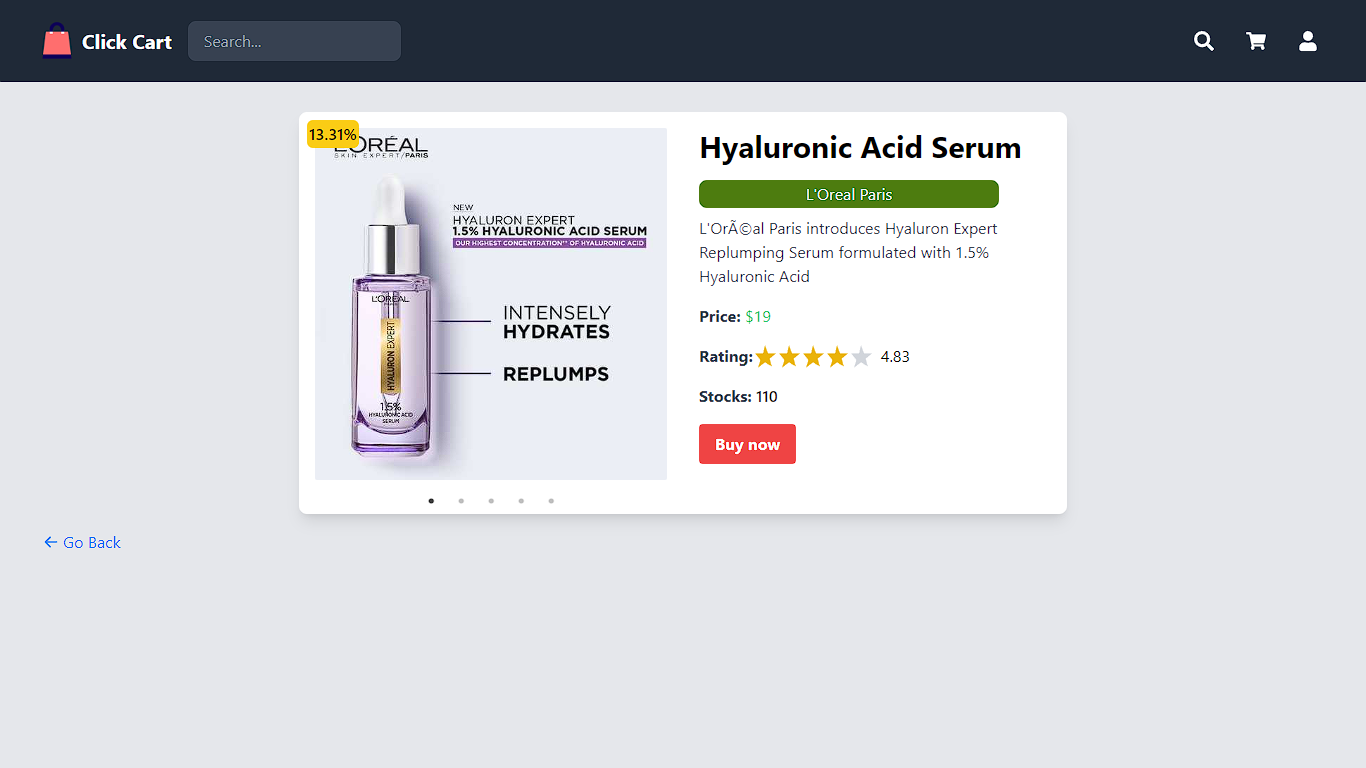 Click Cart
Search...
13.31%
L'ORÉAL
SKIN EXPERT/PARIS
NEW
HYALURON EXPERT
1.5% HYALURONIC ACID SERUM
OUR HIGHEST CONCENTRATION** OF HYALURONIC ACID
L'ORÉAL
PARIS
HYALURON EXPERT
1.5%
HYALURONIC ACID
SERUM
INTENSELY
HYDRATES
REPLUMPS
Hyaluronic Acid Serum
L'Oreal Paris
L'OrÃ©al Paris introduces Hyaluron Expert
Replumping Serum formulated with 1.5%
Hyaluronic Acid
Price: $19
Rating: 4.83
Stocks: 110
Buy now
Go Back